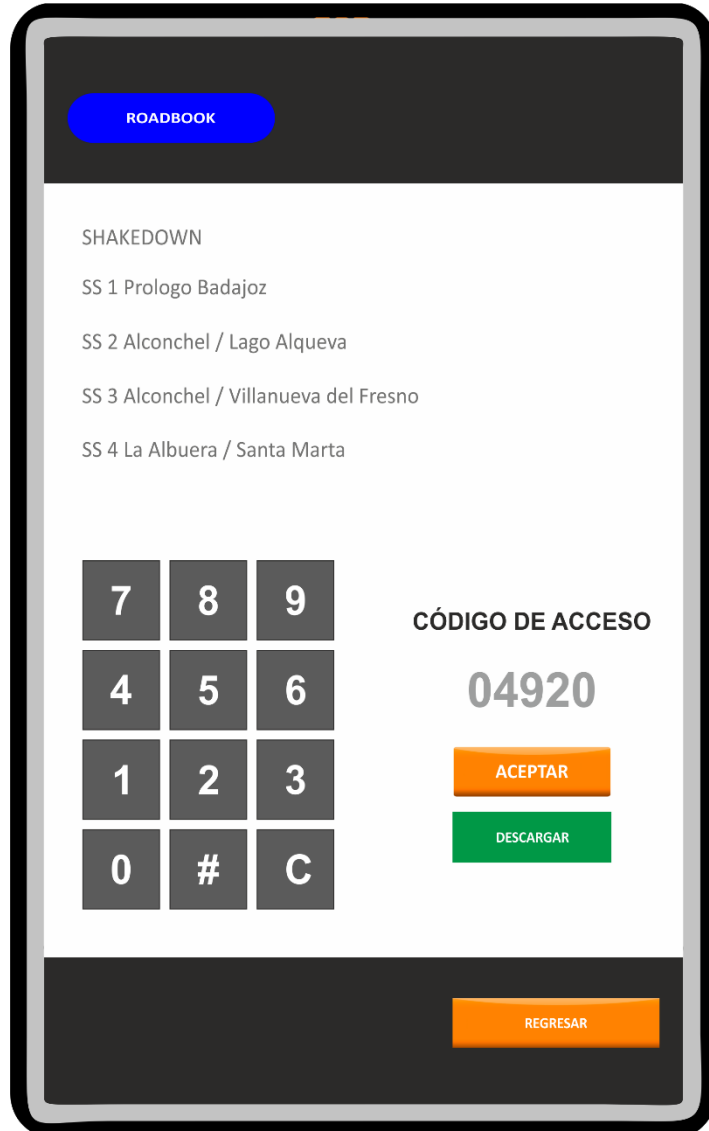 ROADBOOK
SHAKEDOWN
SS 1 Prologo Badajoz
SS 2 Alconchel / Lago Alqueva
SS 3 Alconchel / Villanueva del Fresno
SS 4 La Albuera / Santa Marta
7 8 9
CÓDIGO DE ACCESO
4 5 6
04920
1 2 3
ACEPTAR
DESCARGAR
0 # C
REGRESAR